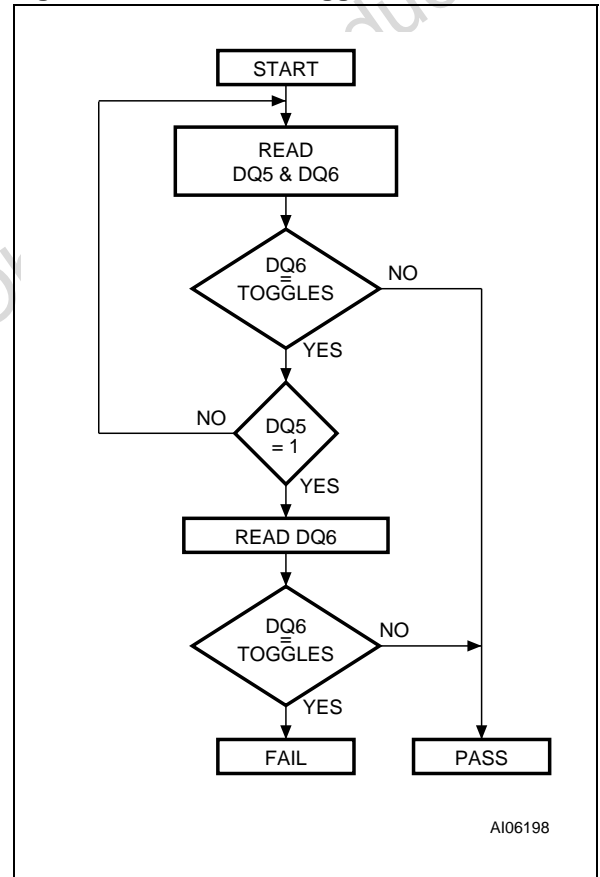 START
READ
DQ5 & DQ6
DQ6
=
TOGGLES
NO
YES
NO
DQ5
= 1
YES
READ DQ6
DQ6
=
TOGGLES
NO
YES
FAIL
PASS
AI06198